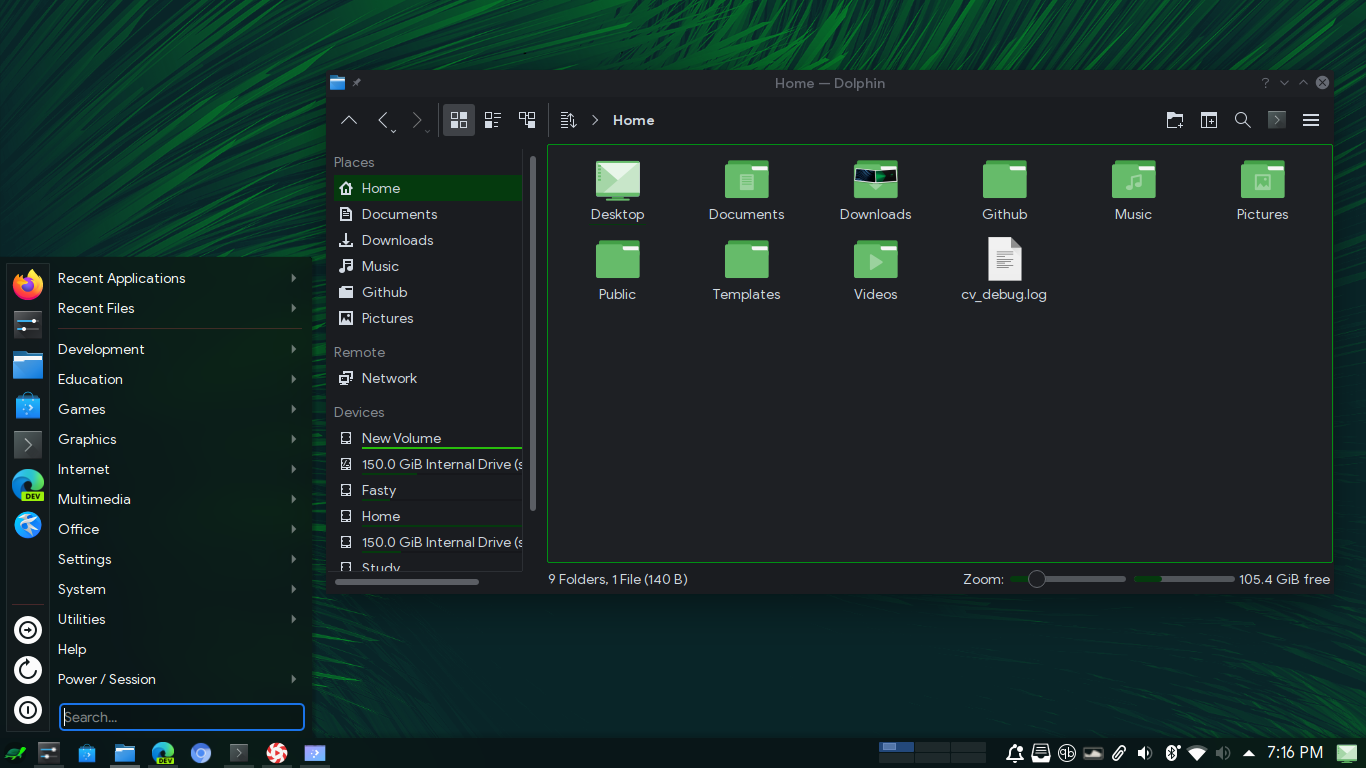 Home — Dolphin
Home
Places
Home
Documents
Downloads
Music
Github
Pictures
Remote
Network
Devices
New Volume
150.0 GiB Internal Drive (s
Fasty
Home
150.0 GiB Internal Drive (s
Study
Desktop
Documents
Downloads
Github
Music
Pictures
Public
Templates
Videos
cv_debug.log
9 Folders, 1 File (140 B)
Zoom:
105.4 GiB free
Recent Applications
Recent Files
Development
Education
Games
Graphics
Internet
Multimedia
Office
Settings
System
Utilities
Help
Power / Session
Search...
DEV
DEV
7:16 PM